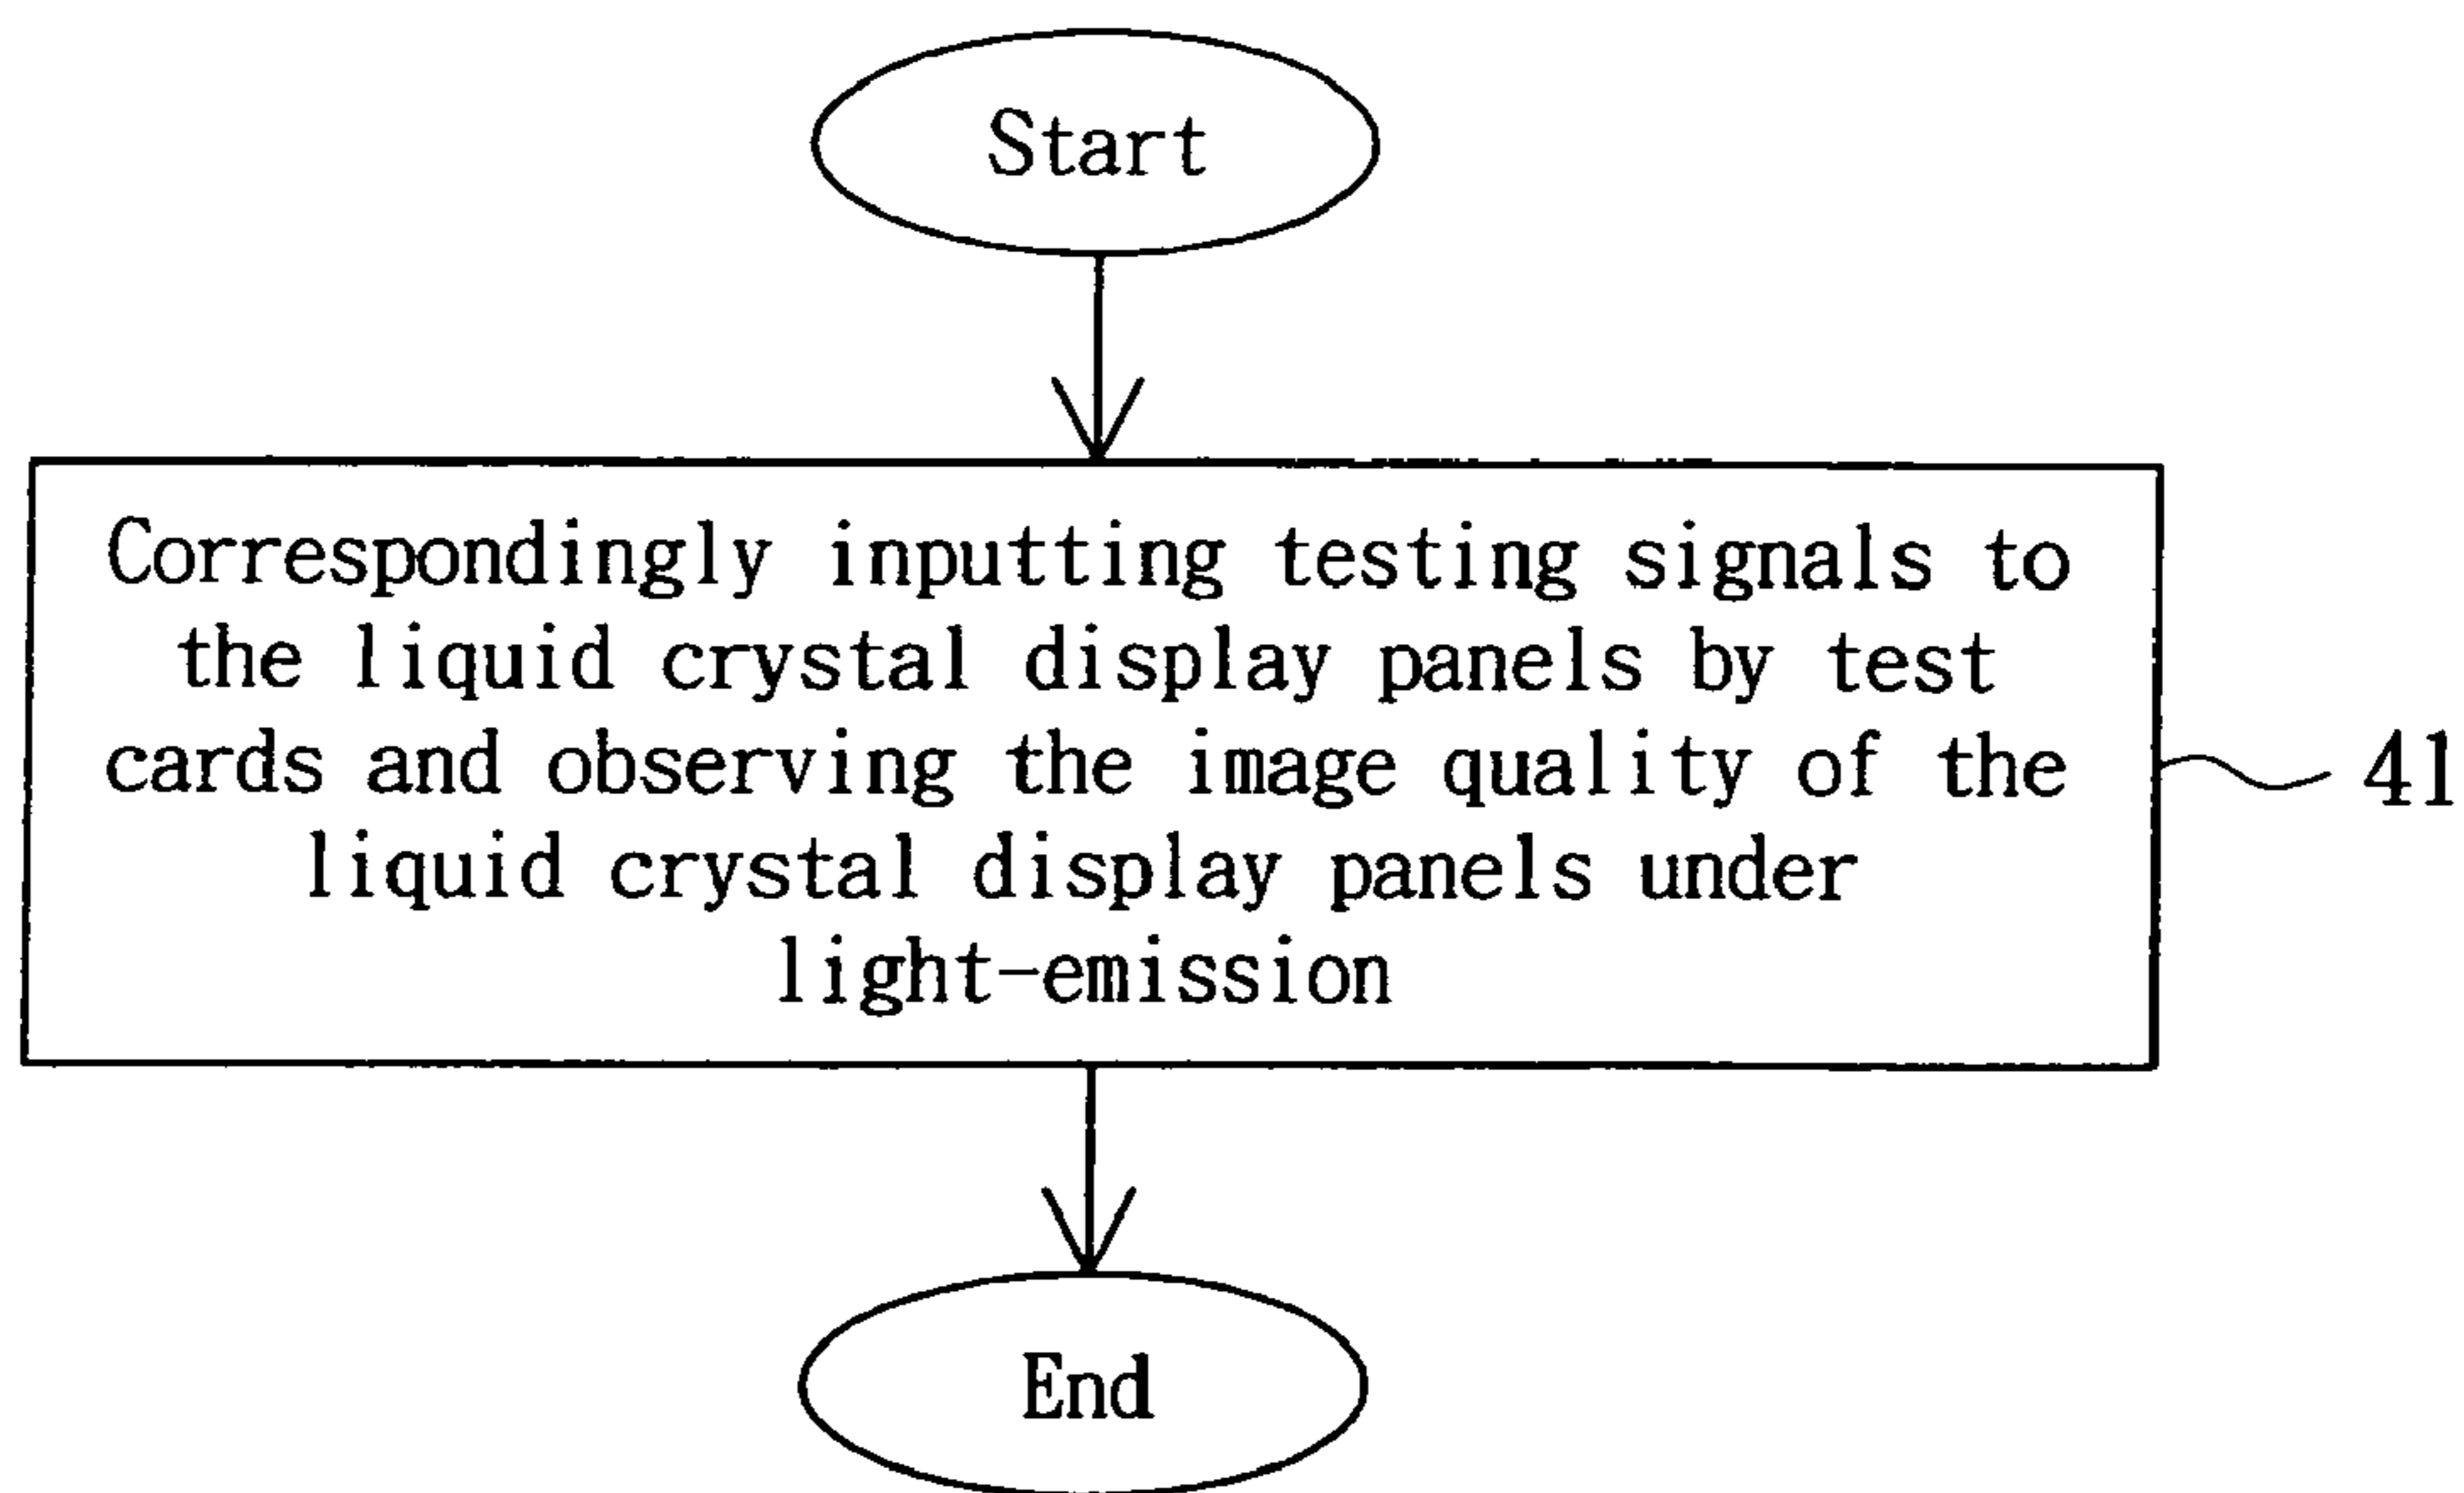 Start
Correspondingly inputting testing signals to
the liquid crystal display panels by test
cards and observing the image quality of the
liquid crystal display panels under
light-emission
41
End